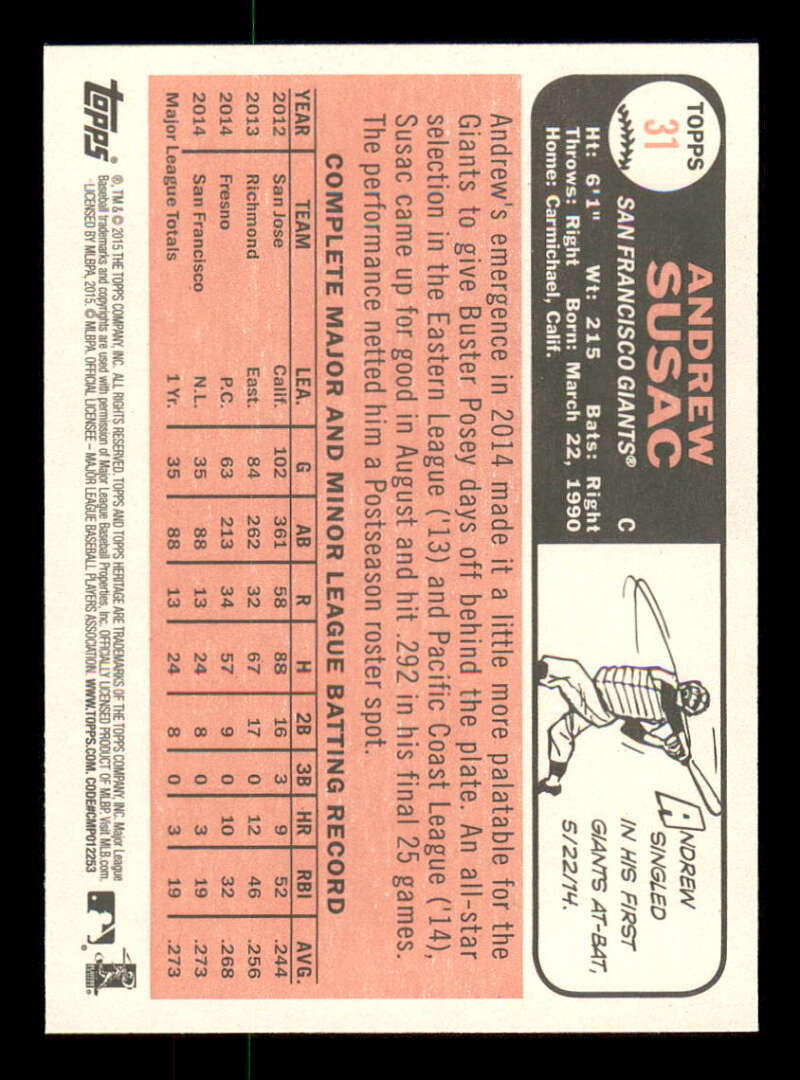 TOPPS
31
ANDREW
SUSAC
SAN FRANCISCO GIANTS® C
Ht: 6'1" Wt: 215 Bats: Right
Throws: Right Born: March 22, 1990
Home: Carmichael, Calif.
ANDREW
SINGLED
IN HIS FIRST
GIANTS AT-BAT,
5/22/14.
Andrew's emergence in 2014 made it a little more palatable for the
Giants to give Buster Posey days off behind the plate. An all-star
selection in the Eastern League ('13) and Pacific Coast League ('14),
Susac came up for good in August and hit .292 in his final 25 games.
The performance netted him a Postseason roster spot.
COMPLETE MAJOR AND MINOR LEAGUE BATTING RECORD
YEAR TEAM LEA. G AB R H 2B 3B HR RBI AVG.
2012 San Jose Calif. 102 361 58 88 16 3 9 52 .244
2013 Richmond East. 84 262 32 67 17 0 12 46 .256
2014 Fresno P.C. 63 213 34 57 9 0 10 32 .268
2014 San Francisco N.L. 35 88 13 24 8 0 3 19 .273
Major League Totals 1 Yr. 35 88 13 24 8 0 3 19 .273
topps®
®, TM & © 2015 THE TOPPS COMPANY, INC. ALL RIGHTS RESERVED. TOPPS AND TOPPS HERITAGE ARE TRADEMARKS OF THE TOPPS COMPANY, INC. Major League
Baseball trademarks and copyrights are used with permission of Major League Baseball Properties, Inc. OFFICIALLY LICENSED PRODUCT OF MLBP. Visit MLB.com.
LICENSED BY MLBPA, 2015. © MLBPA. OFFICIAL LICENSEE – MAJOR LEAGUE BASEBALL PLAYERS ASSOCIATION. WWW.TOPPS.COM. CODE#CMP012253